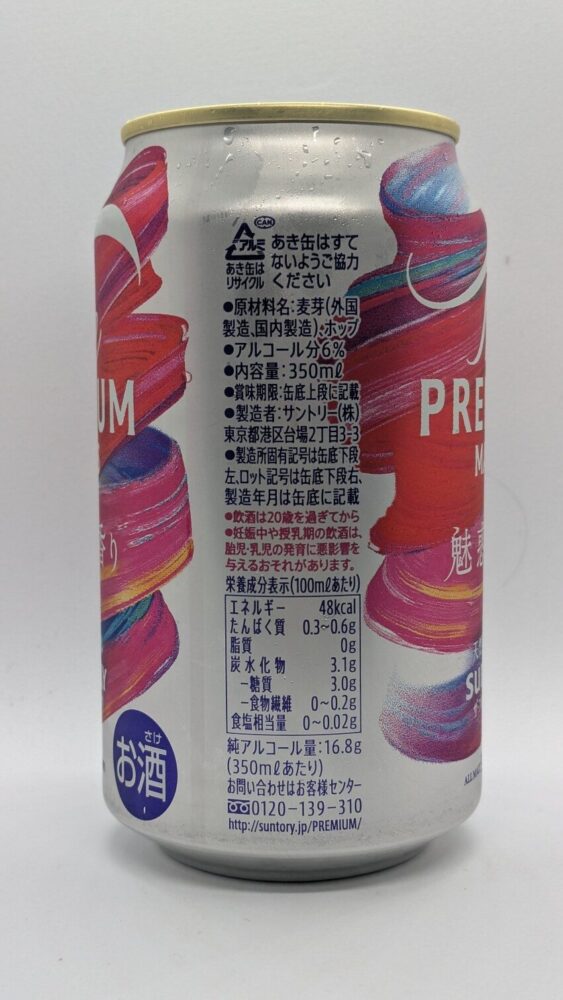 CAN
アルミ
あき缶は
リサイクル
あき缶はすて
ないようご協力
ください
●原材料名:麦芽(外国
製造、国内製造)、ホップ
●アルコール分6%
●内容量:350mℓ
●賞味期限:缶底上段に記載
●製造者:サントリー(株)
東京都港区台場2丁目3-3
●製造所固有記号は缶底下段
左、ロット記号は缶底下段右、
製造年月は缶底に記載
●飲酒は20歳を過ぎてから
●妊娠中や授乳期の飲酒は、
胎児・乳児の発育に悪影響を
与えるおそれがあります。
栄養成分表示(100mℓあたり)
エネルギー 48kcal
たんぱく質 0.3~0.6g
脂質 0g
炭水化物 3.1g
-糖質 3.0g
-食物繊維 0~0.2g
食塩相当量 0~0.02g
純アルコール量:16.8g
(350mℓあたり)
お問い合わせはお客様センター
0120-139-310
http://suntory.jp/PREMIUM/
さけ
お酒
UM
香り
PRE
M
魅惑
SU